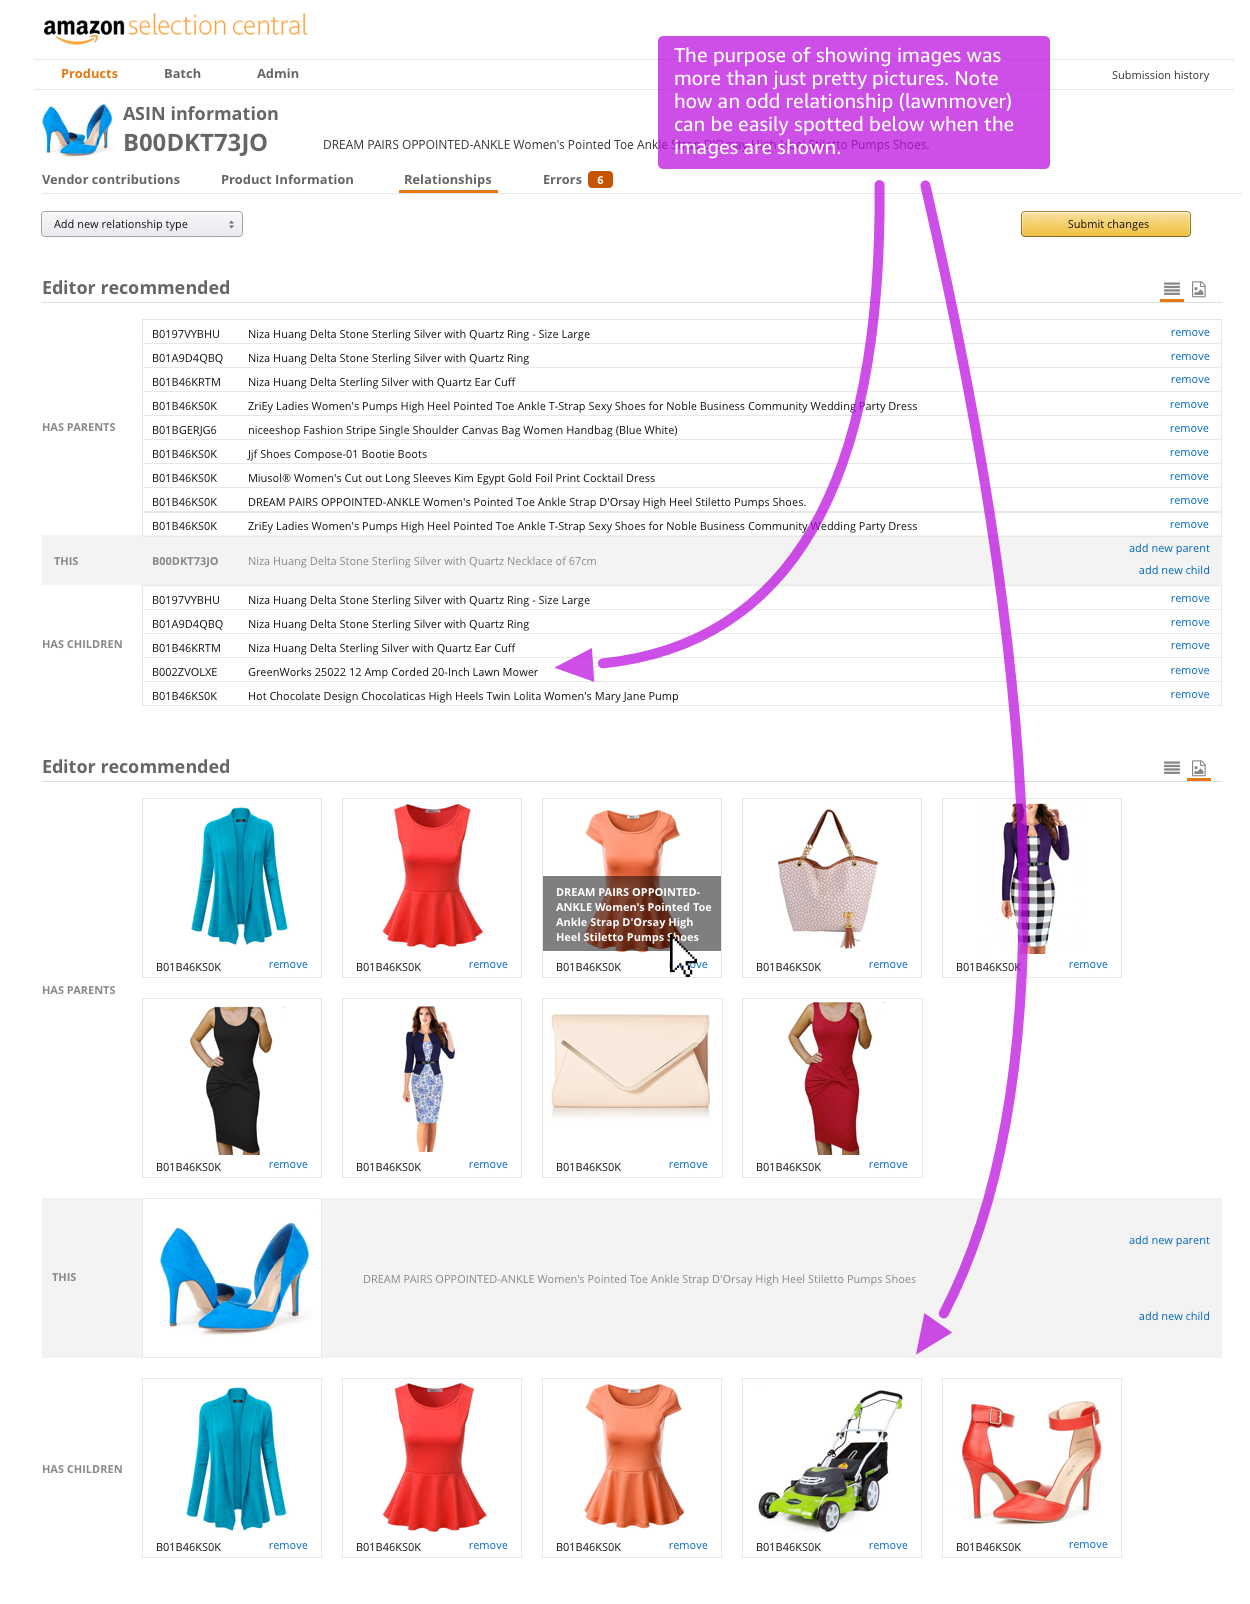 amazon selection central
The purpose of showing images was
more than just pretty pictures. Note
how an odd relationship (lawnmover)
can be easily spotted below when the
images are shown.
Products Batch Admin Submission history
ASIN information
B00DKT73JO
DREAM PAIRS OPPOINTED-ANKLE Women's Pointed Toe Ankle to Pumps Shoes.
Vendor contributions Product Information Relationships Errors 6
Add new relationship type Submit changes
Editor recommended
HAS PARENTS
B0197VYBHU Niza Huang Delta Stone Sterling Silver with Quartz Ring - Size Large remove
B01A9D4QBQ Niza Huang Delta Stone Sterling Silver with Quartz Ring remove
B01B46KRTM Niza Huang Delta Sterling Silver with Quartz Ear Cuff remove
B01B46KS0K ZriEy Ladies Women's Pumps High Heel Pointed Toe Ankle T-Strap Sexy Shoes for Noble Business Community Wedding Party Dress remove
B01BGERJG6 niceeshop Fashion Stripe Single Shoulder Canvas Bag Women Handbag (Blue White) remove
B01B46KS0K Jjf Shoes Compose-01 Bootie Boots remove
B01B46KS0K Miusol® Women's Cut out Long Sleeves Kim Egypt Gold Foil Print Cocktail Dress remove
B01B46KS0K DREAM PAIRS OPPOINTED-ANKLE Women's Pointed Toe Ankle Strap D'Orsay High Heel Stiletto Pumps Shoes. remove
B01B46KS0K ZriEy Ladies Women's Pumps High Heel Pointed Toe Ankle T-Strap Sexy Shoes for Noble Business Community Wedding Party Dress remove
THIS B00DKT73JO Niza Huang Delta Stone Sterling Silver with Quartz Necklace of 67cm
add new parent
add new child
HAS CHILDREN
B0197VYBHU Niza Huang Delta Stone Sterling Silver with Quartz Ring - Size Large remove
B01A9D4QBQ Niza Huang Delta Stone Sterling Silver with Quartz Ring remove
B01B46KRTM Niza Huang Delta Sterling Silver with Quartz Ear Cuff remove
B002ZVOLXE GreenWorks 25022 12 Amp Corded 20-Inch Lawn Mower remove
B01B46KS0K Hot Chocolate Design Chocolaticas High Heels Twin Lolita Women's Mary Jane Pump remove
Editor recommended
HAS PARENTS
DREAM PAIRS OPPOINTED-
ANKLE Women's Pointed Toe
Ankle Strap D'Orsay High
Heel Stiletto Pumps Shoes
B01B46KS0K remove B01B46KS0K remove B01B46KS0K B01B46KS0K remove B01B46KS0K remove
B01B46KS0K remove B01B46KS0K remove B01B46KS0K remove B01B46KS0K remove
THIS
DREAM PAIRS OPPOINTED-ANKLE Women's Pointed Toe Ankle Strap D'Orsay High Heel Stiletto Pumps Shoes
add new parent
add new child
HAS CHILDREN
B01B46KS0K remove B01B46KS0K remove B01B46KS0K remove B01B46KS0K remove B01B46KS0K remove